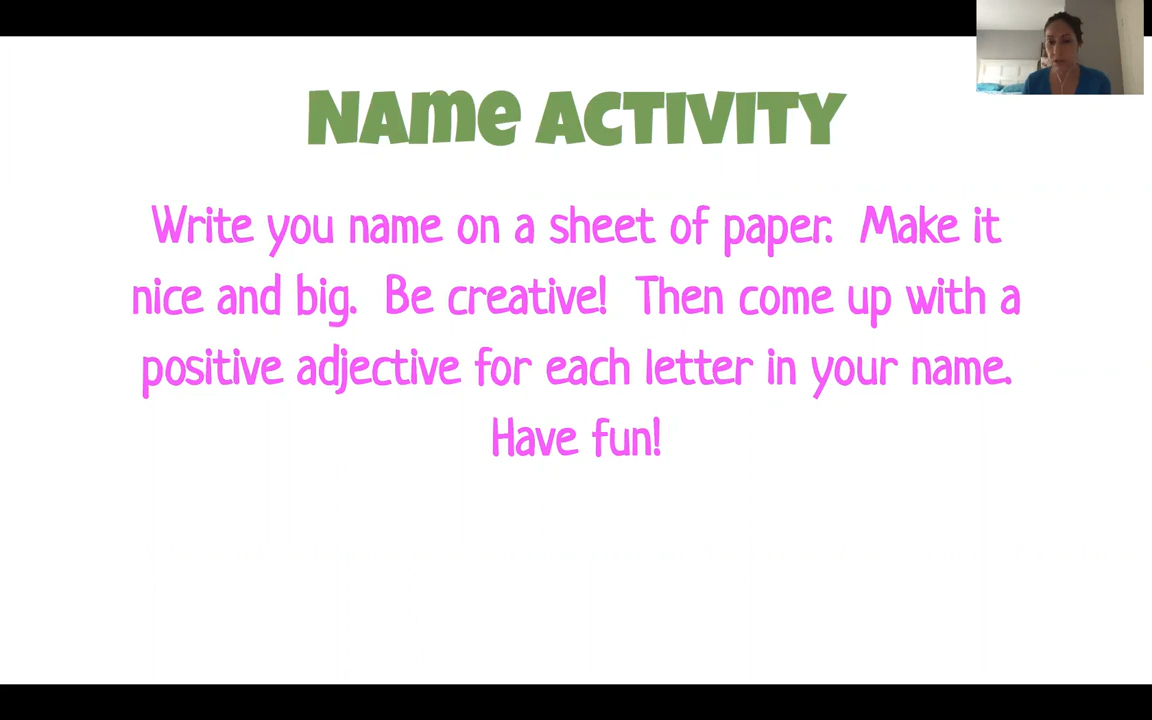 Name Activity
Write you name on a sheet of paper. Make it
nice and big. Be creative! Then come up with a
positive adjective for each letter in your name.
Have fun!